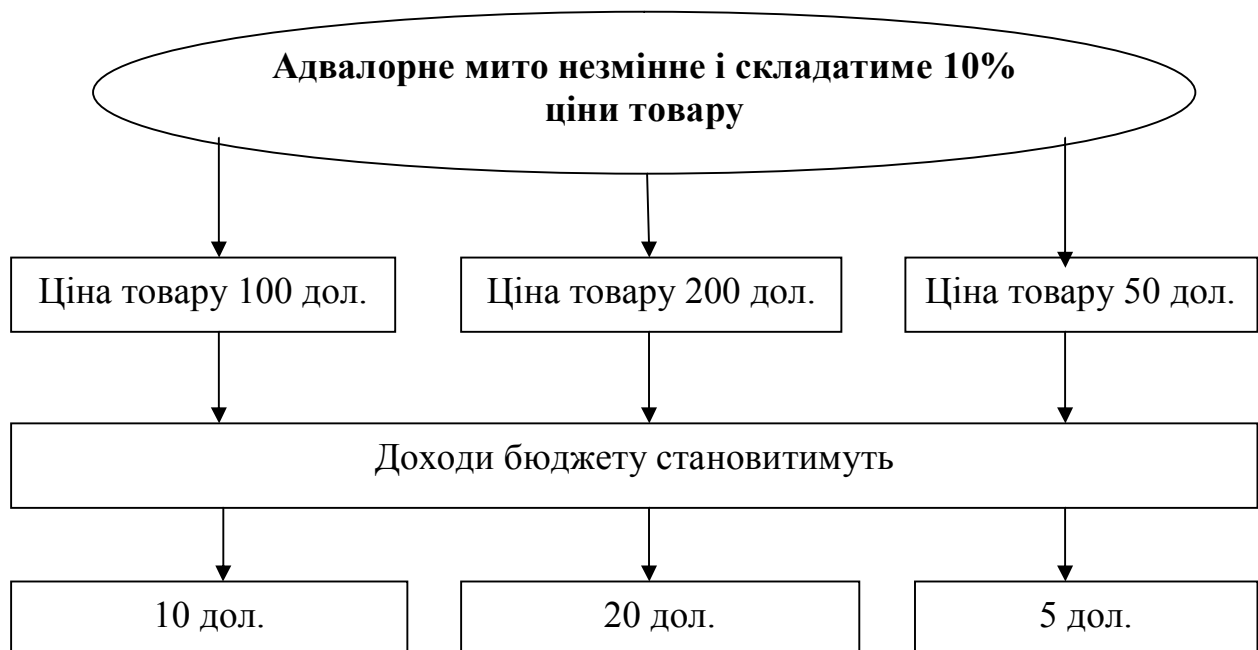 Адвалорне мито незмінне і складатиме 10%
ціни товару
Ціна товару 100 дол.
Ціна товару 200 дол.
Ціна товару 50 дол.
Доходи бюджету становитимуть
10 дол.
20 дол.
5 дол.